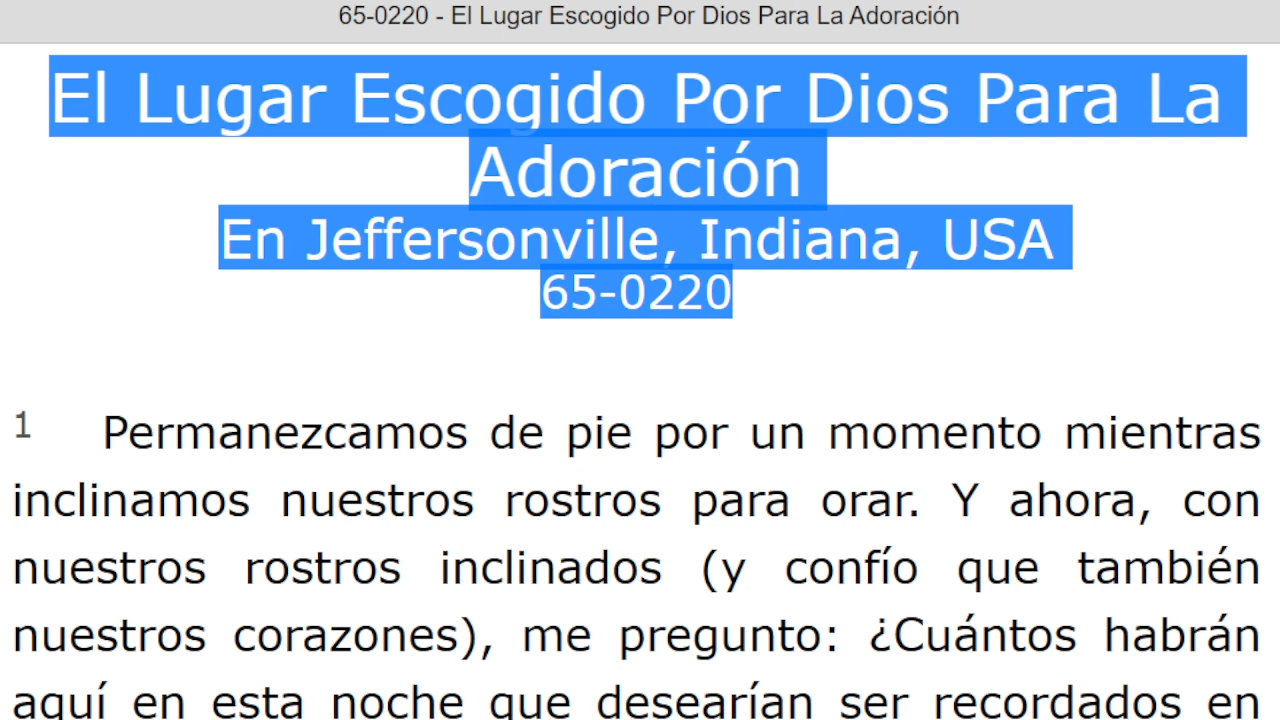 65-0220 - El Lugar Escogido Por Dios Para La Adoración
El Lugar Escogido Por Dios Para La
Adoración
En Jeffersonville, Indiana, USA
65-0220
1 Permanezcamos de pie por un momento mientras
inclinamos nuestros rostros para orar. Y ahora, con
nuestros rostros inclinados (y confío que también
nuestros corazones), me pregunto: ¿Cuántos habrán
aquí en esta noche que desearían ser recordados en